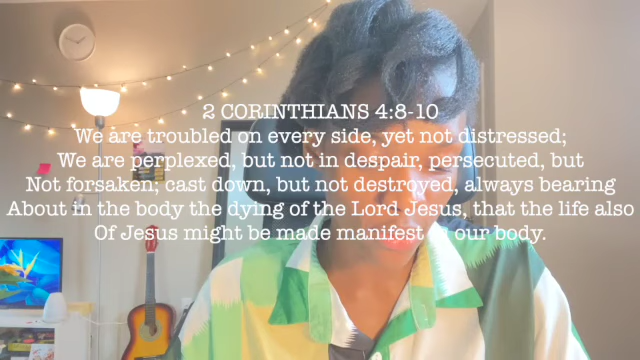 2 CORINTHIANS 4:8-10
We are troubled on every side, yet not distressed;
We are perplexed, but not in despair, persecuted, but
Not forsaken; cast down, but not destroyed, always bearing
About in the body the dying of the Lord Jesus, that the life also
Of Jesus might be made manifest in our body.